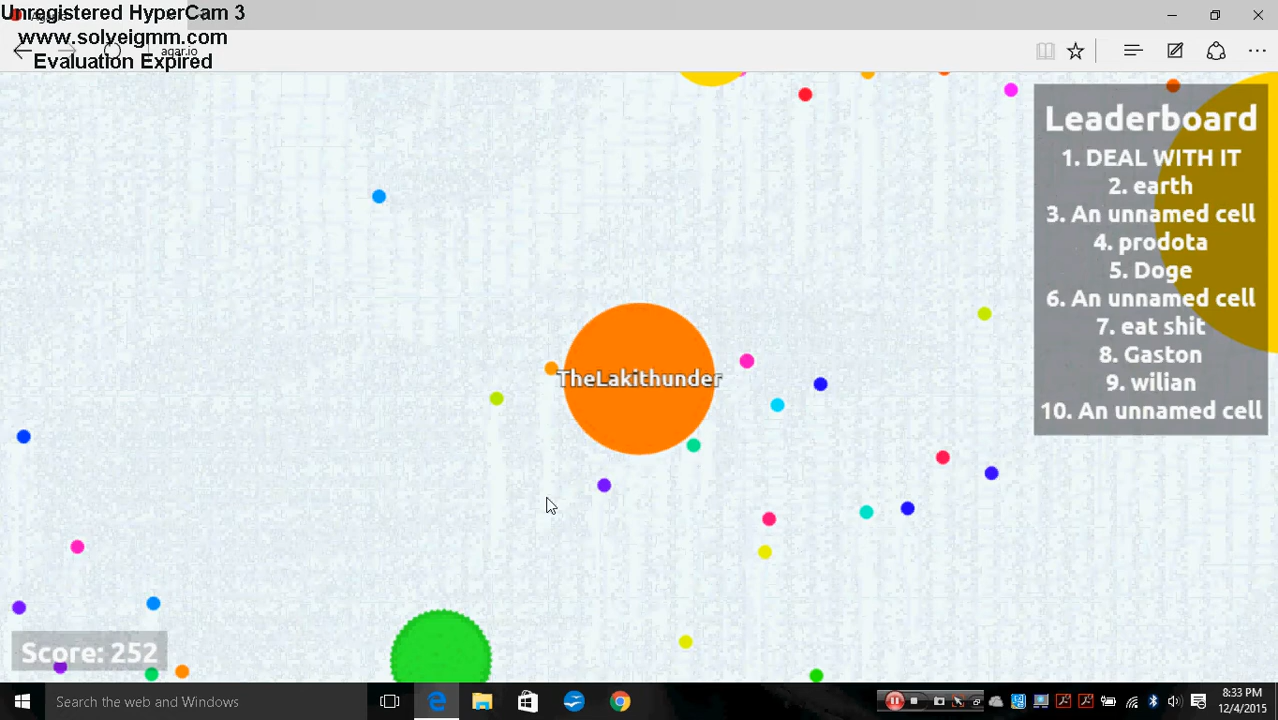 Unregistered HyperCam 3
www.solveigmm.com
Evaluation Expired
agar.io
Leaderboard
1. DEAL WITH IT
2. earth
3. An unnamed cell
4. prodota
5. Doge
6. An unnamed cell
7. eat shit
8. Gaston
9. wilian
10. An unnamed cell
TheLakithunder
Score: 252
Search the web and Windows
8:33 PM
12/4/2015